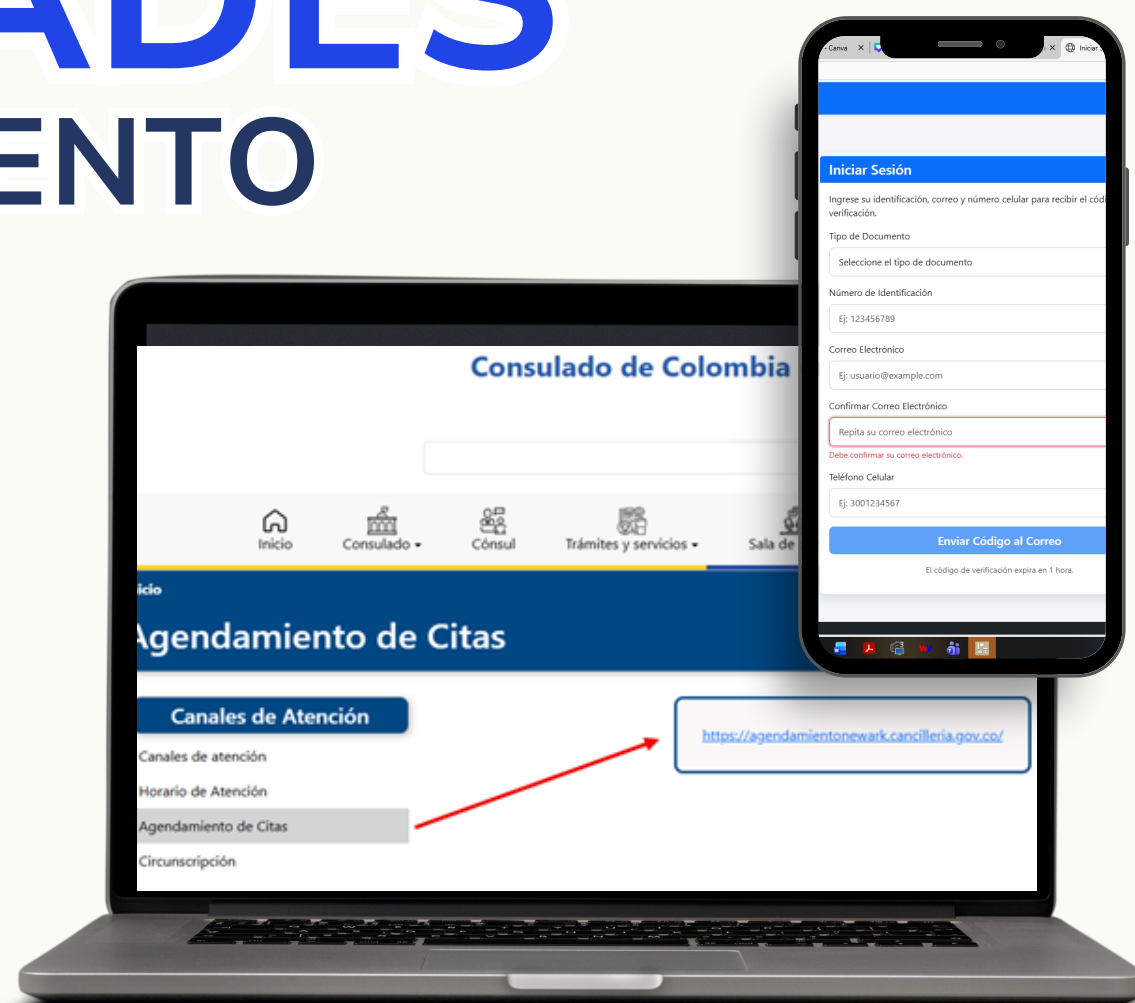 ADES
ENTO
- Canva
Iniciar S
Iniciar Sesión
Ingrese su identificación, correo y número celular para recibir el códi
verificación.
Tipo de Documento
Seleccione el tipo de documento
Número de Identificación
Ej: 123456789
Correo Electrónico
Ej: usuario@example.com
Confirmar Correo Electrónico
Repita su correo electrónico
Debe confirmar su correo electrónico.
Teléfono Celular
Ej: 3001234567
Enviar Código al Correo
El código de verificación expira en 1 hora.
Consulado de Colombia
Inicio
Consulado
Cónsul
Trámites y servicios
Sala de
icio
Agendamiento de Citas
Canales de Atención
https://agendamientonewark.cancilleria.gov.co/
Canales de atención
Horario de Atención
Agendamiento de Citas
Circunscripción